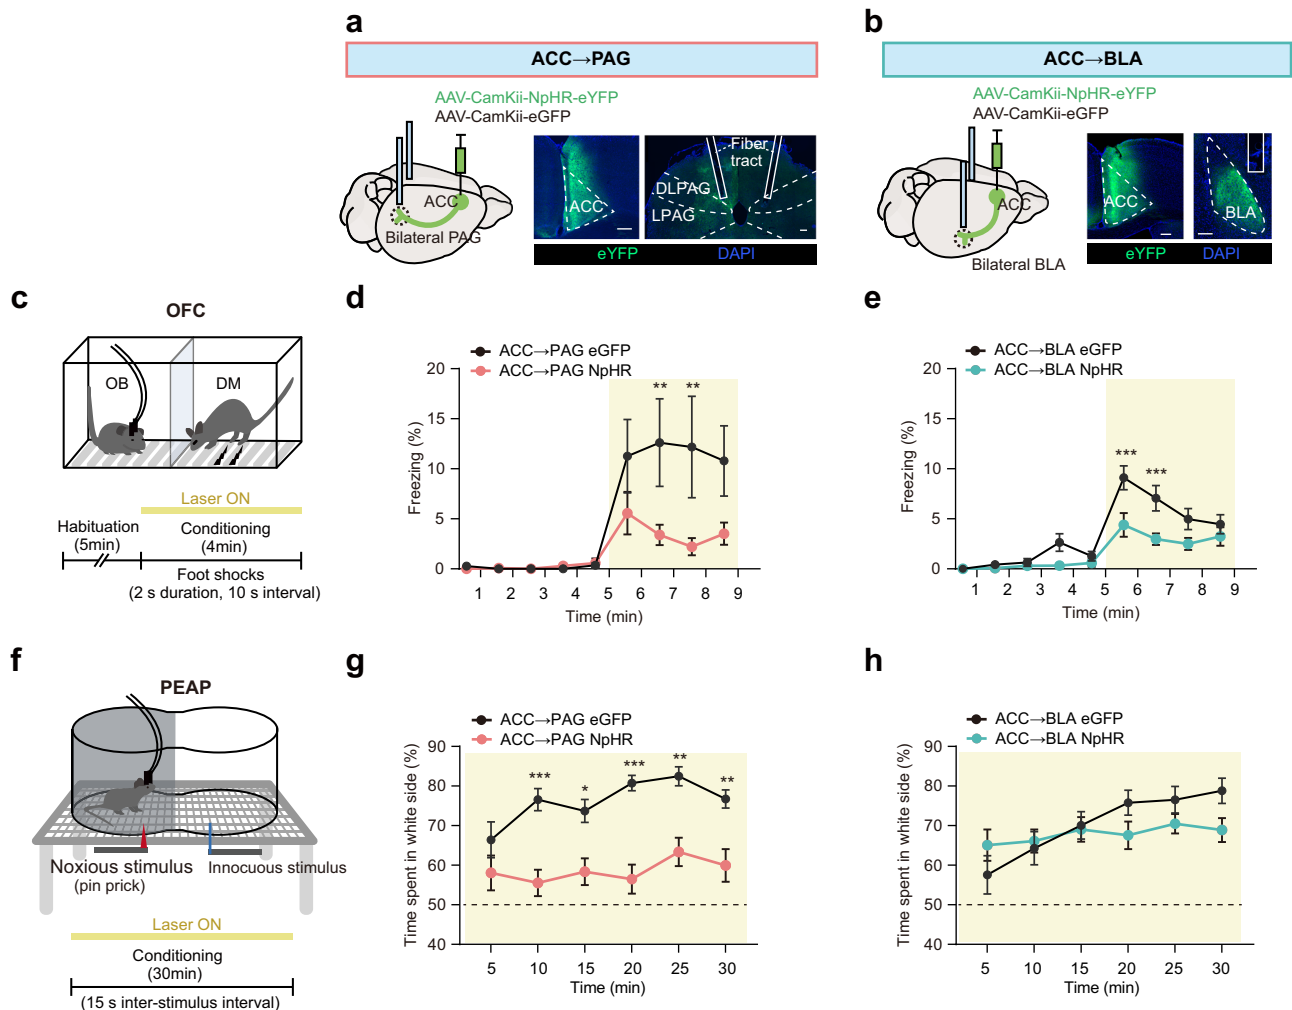 a
ACC→PAG
AAV-CamKii-NpHR-eYFP
AAV-CamKii-eGFP
ACC
Bilateral PAG
ACC
Fiber
tract
DLPAG
LPAG
eYFP
DAPI
b
ACC→BLA
AAV-CamKii-NpHR-eYFP
AAV-CamKii-eGFP
ACC
Bilateral BLA
ACC
BLA
eYFP
DAPI
c
OFC
OB
DM
Laser ON
Habituation
(5min)
Conditioning
(4min)
Foot shocks
(2 s duration, 10 s interval)
d
ACC→PAG eGFP
ACC→PAG NpHR
Freezing (%)
20
15
10
5
0
** **
1 2 3 4 5 6 7 8 9
Time (min)
e
ACC→BLA eGFP
ACC→BLA NpHR
Freezing (%)
20
15
10
5
0
*** ***
1 2 3 4 5 6 7 8 9
Time (min)
f
PEAP
Noxious stimulus
(pin prick)
Innocuous stimulus
Laser ON
Conditioning
(30min)
(15 s inter-stimulus interval)
g
ACC→PAG eGFP
ACC→PAG NpHR
Time spent in white side (%)
90
80
70
60
50
40
*** * *** ** **
5 10 15 20 25 30
Time (min)
h
ACC→BLA eGFP
ACC→BLA NpHR
Time spent in white side (%)
90
80
70
60
50
40
5 10 15 20 25 30
Time (min)